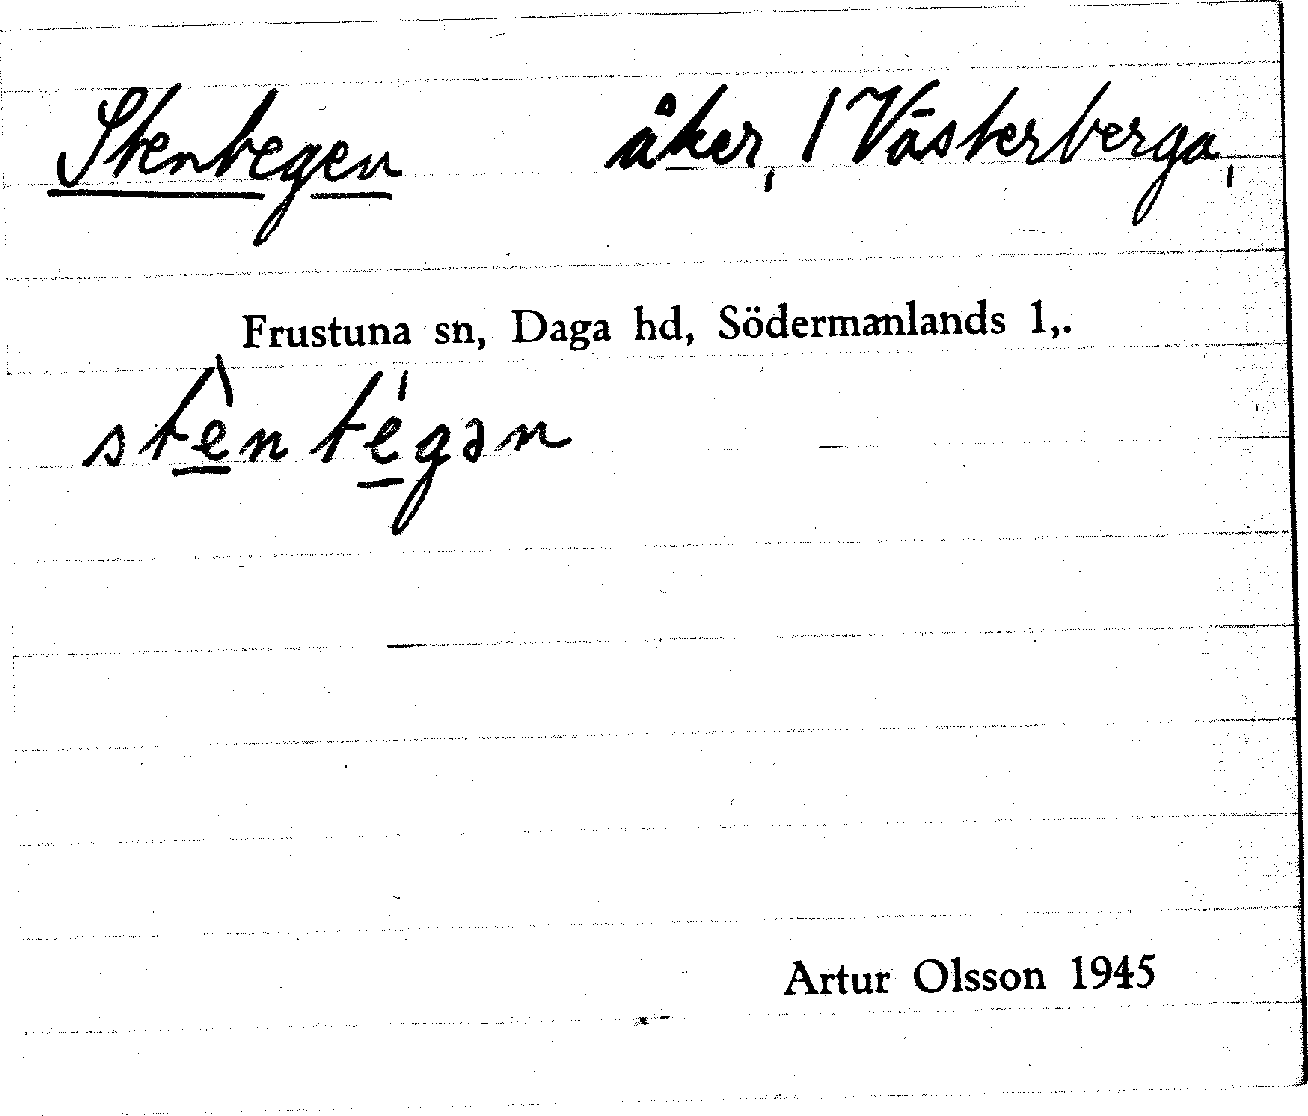 Stentegen åker, / Västerberga,
Frustuna sn, Daga hd, Södermanlands l,.
stèntégən
Artur Olsson 1945